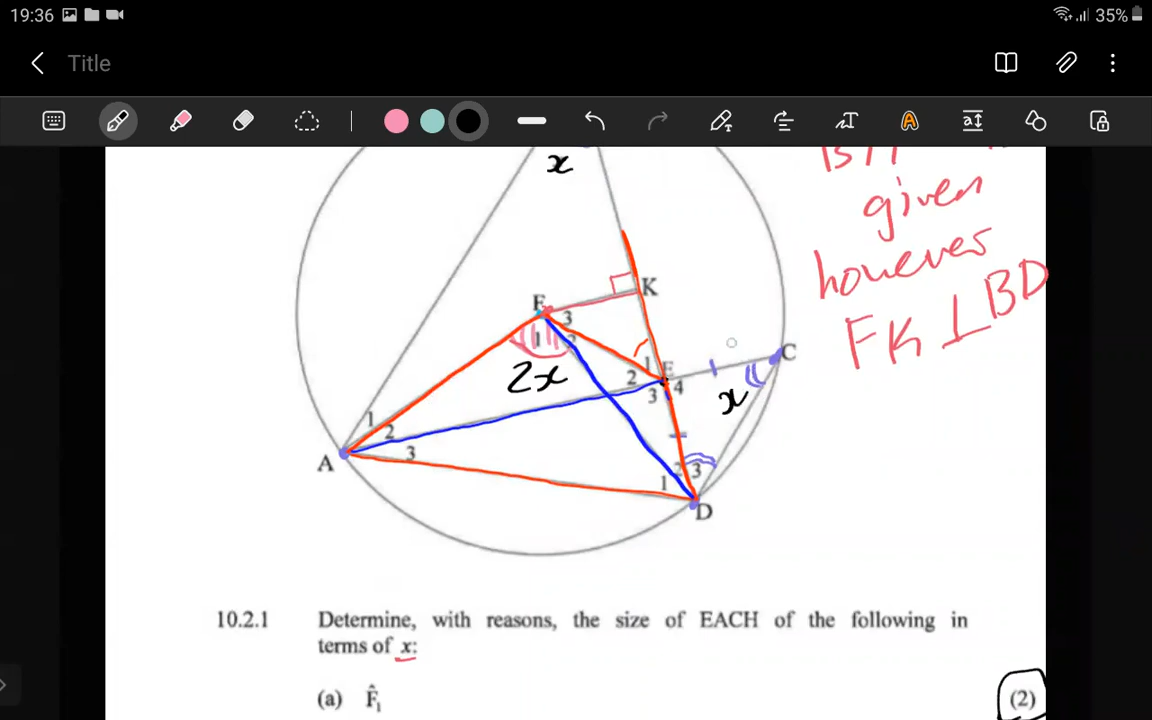 19:36
35%
Title
x
given
however
FK ⊥ BD
K
F
3
1
2
2x
1
E
2
3
4
C
x
1
2
A
3
2
3
1
D
10.2.1 Determine, with reasons, the size of EACH of the following in
terms of x:
(a) F̂₁
(2)